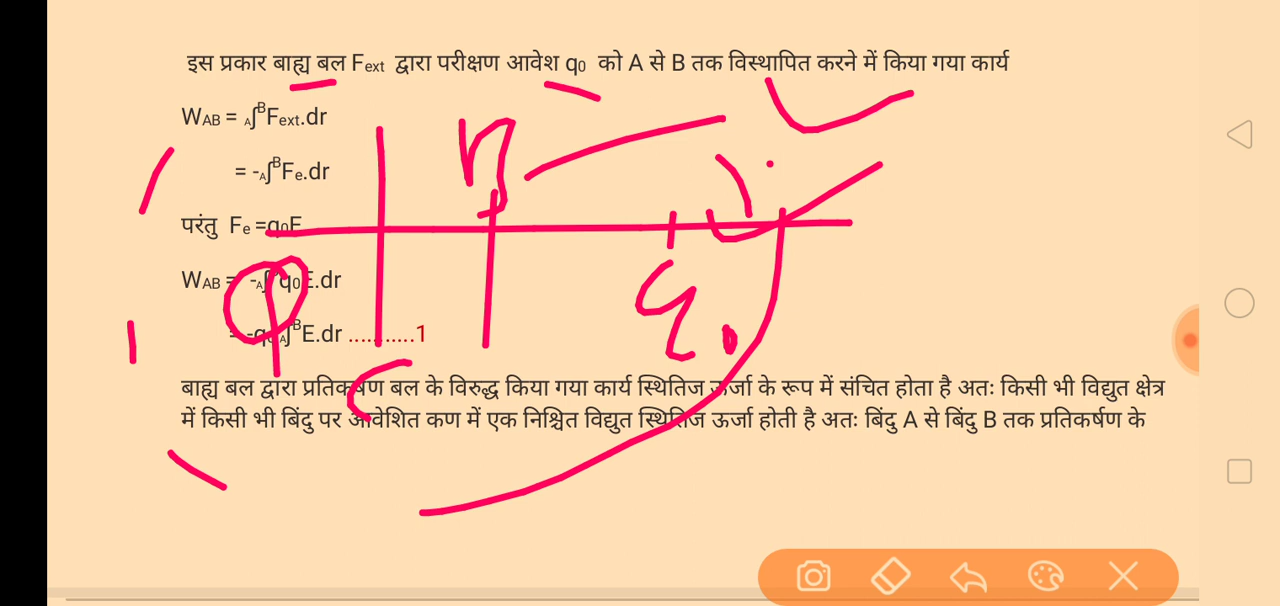 इस प्रकार बाह्य बल Fext द्वारा परीक्षण आवेश q0 को A से B तक विस्थापित करने में किया गया कार्य
WAB = A∫BFext.dr
= -A∫BFe.dr
परंतु Fe =q0E
WAB = -A∫B q0E.dr
= -q0A∫BE.dr ...........1
बाह्य बल द्वारा प्रतिकर्षण बल के विरुद्ध किया गया कार्य स्थितिज ऊर्जा के रूप में संचित होता है अतः किसी भी विद्युत क्षेत्र
में किसी भी बिंदु पर आवेशित कण में एक निश्चित विद्युत स्थितिज ऊर्जा होती है अतः बिंदु A से बिंदु B तक प्रतिकर्षण के